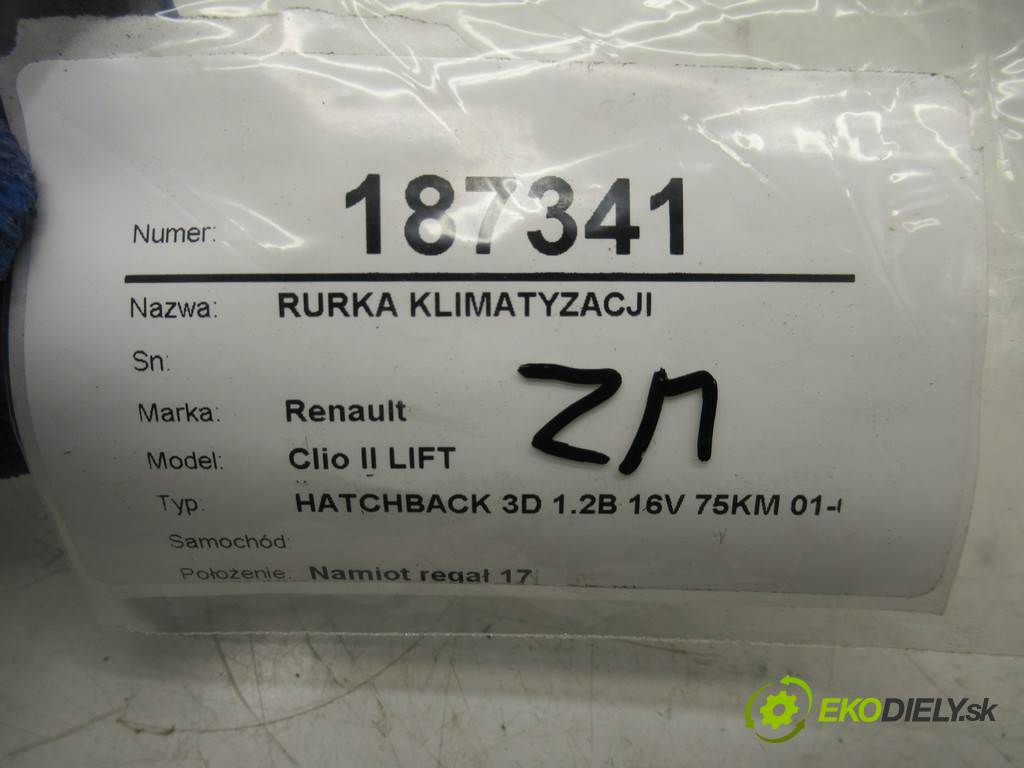 Numer: 187341
Nazwa: RURKA KLIMATYZACJI
Sn:
Marka: Renault
Model: Clio II LIFT
Typ: HATCHBACK 3D 1.2B 16V 75KM 01-
Samochód
Położenie: Namiot regał 17
EKODIELY.sk